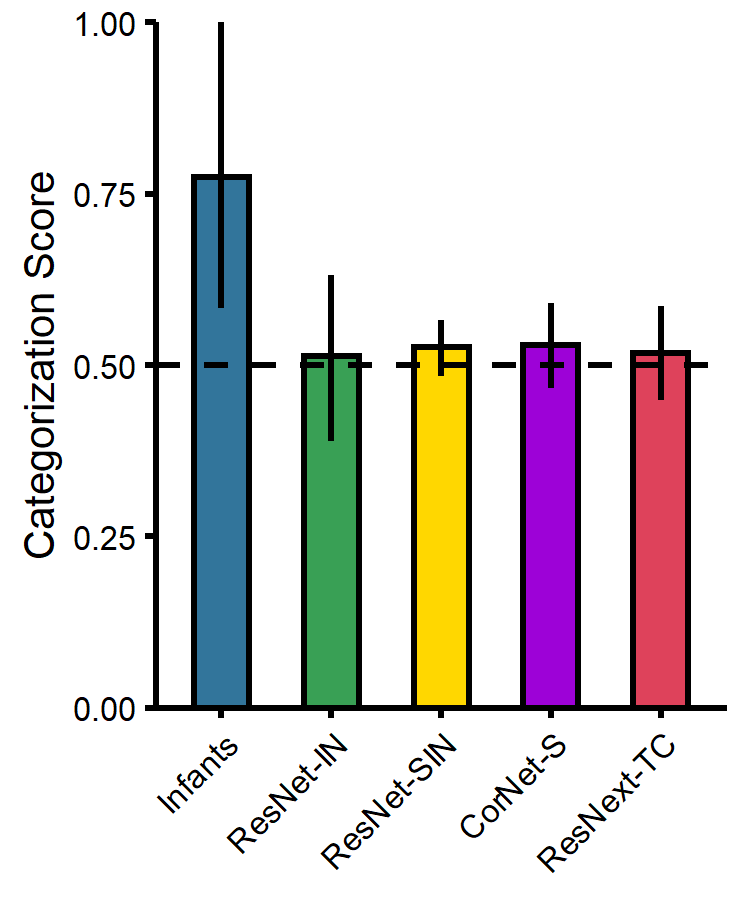 Categorization Score
1.00
0.75
0.50
0.25
0.00
Infants
ResNet-IN
ResNet-SIN
CorNet-S
ResNext-TC